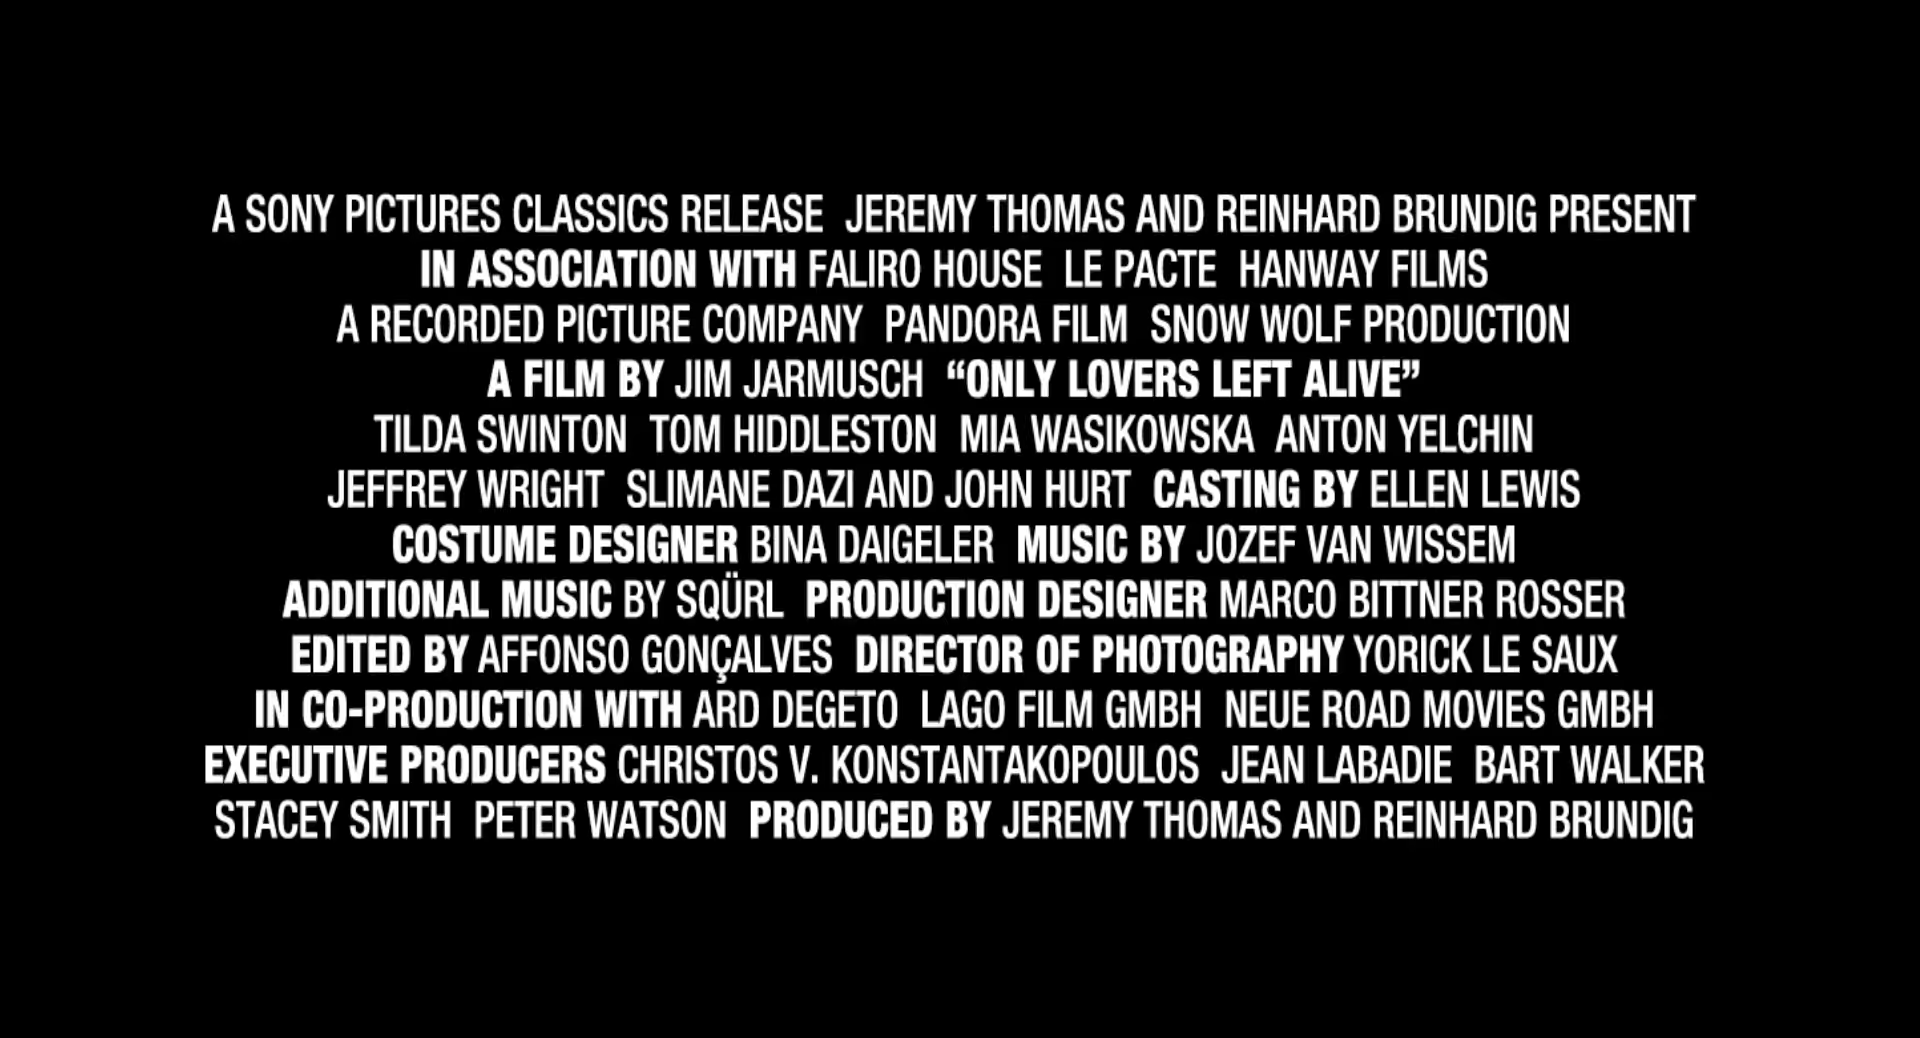 A SONY PICTURES CLASSICS RELEASE JEREMY THOMAS AND REINHARD BRUNDIG PRESENT
IN ASSOCIATION WITH FALIRO HOUSE LE PACTE HANWAY FILMS
A RECORDED PICTURE COMPANY PANDORA FILM SNOW WOLF PRODUCTION
A FILM BY JIM JARMUSCH “ONLY LOVERS LEFT ALIVE”
TILDA SWINTON TOM HIDDLESTON MIA WASIKOWSKA ANTON YELCHIN
JEFFREY WRIGHT SLIMANE DAZI AND JOHN HURT CASTING BY ELLEN LEWIS
COSTUME DESIGNER BINA DAIGELER MUSIC BY JOZEF VAN WISSEM
ADDITIONAL MUSIC BY SQÜRL PRODUCTION DESIGNER MARCO BITTNER ROSSER
EDITED BY AFFONSO GONÇALVES DIRECTOR OF PHOTOGRAPHY YORICK LE SAUX
IN CO-PRODUCTION WITH ARD DEGETO LAGO FILM GMBH NEUE ROAD MOVIES GMBH
EXECUTIVE PRODUCERS CHRISTOS V. KONSTANTAKOPOULOS JEAN LABADIE BART WALKER
STACEY SMITH PETER WATSON PRODUCED BY JEREMY THOMAS AND REINHARD BRUNDIG